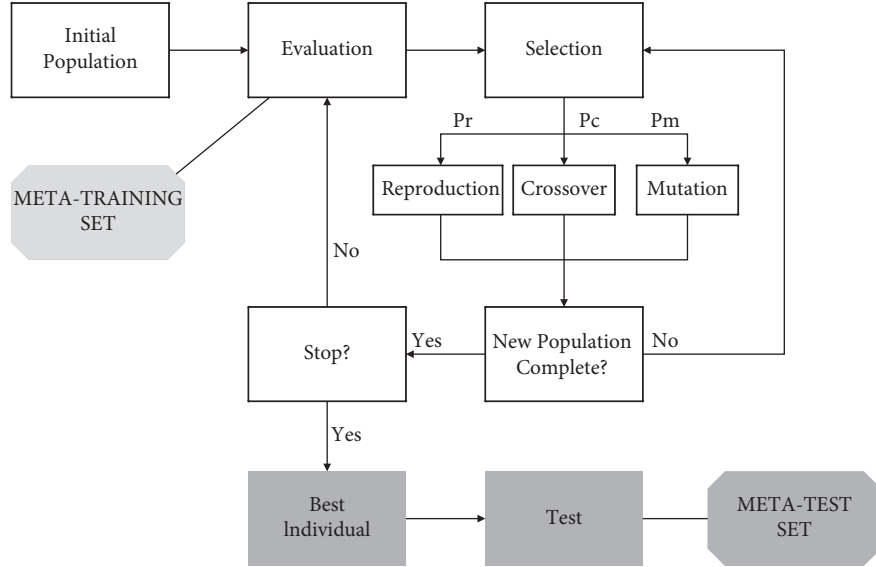 Initial
Population
Evaluation
Selection
Pr
Pc
Pm
META-TRAINING
SET
Reproduction
Crossover
Mutation
No
Stop?
Yes
New Population
Complete?
No
Yes
Best
Individual
Test
META-TEST
SET